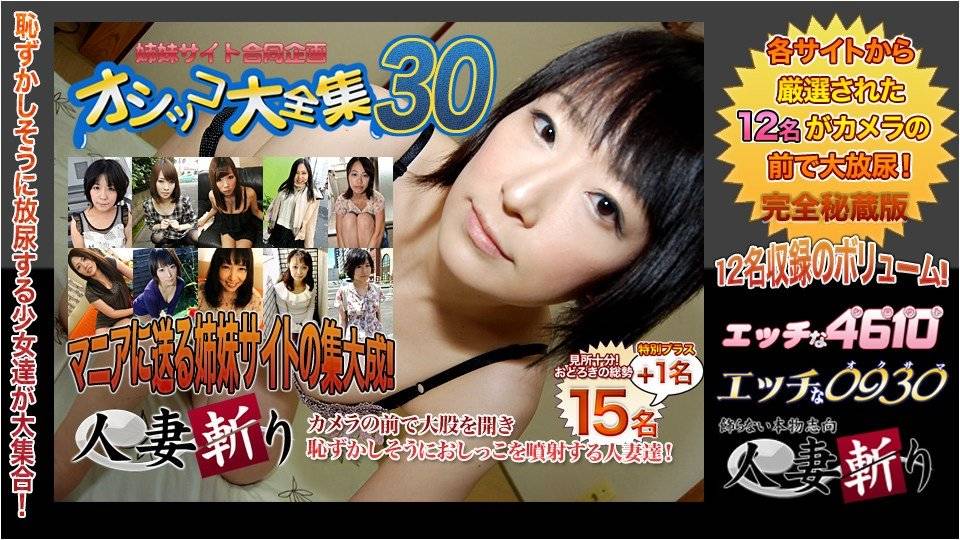 恥ずかしそうに放尿する少女達が大集合!
姉妹サイト合同企画
オシッコ大全集30
マニアに送る姉妹サイトの集大成!
見所十分!
おどろきの総勢
15名
特別プラス
+1名
人妻斬り
カメラの前で大股を開き
恥ずかしそうにおしっこを噴射する人妻達!
各サイトから
厳選された
12名がカメラの
前で大放尿!
完全秘蔵版
12名収録のボリューム!
エッチな4610
オクサマ
エッチな0930
飾らない本物志向
人妻斬り